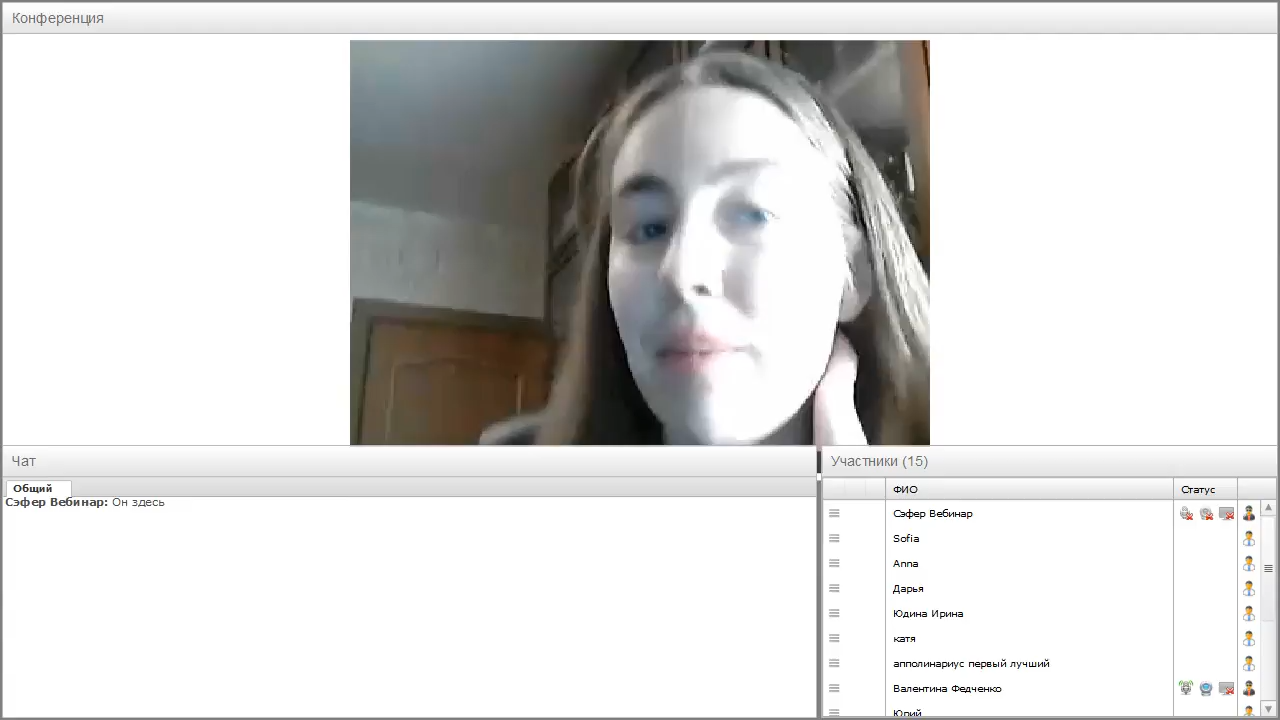 Конференция
Чат
Участники (15)
Общий
ФИО
Статус
Сэфер Вебинар: Он здесь
Сэфер Вебинар
Sofia
Anna
Дарья
Юдина Ирина
катя
апполинариус первый лучший
Валентина Федченко
Юрий